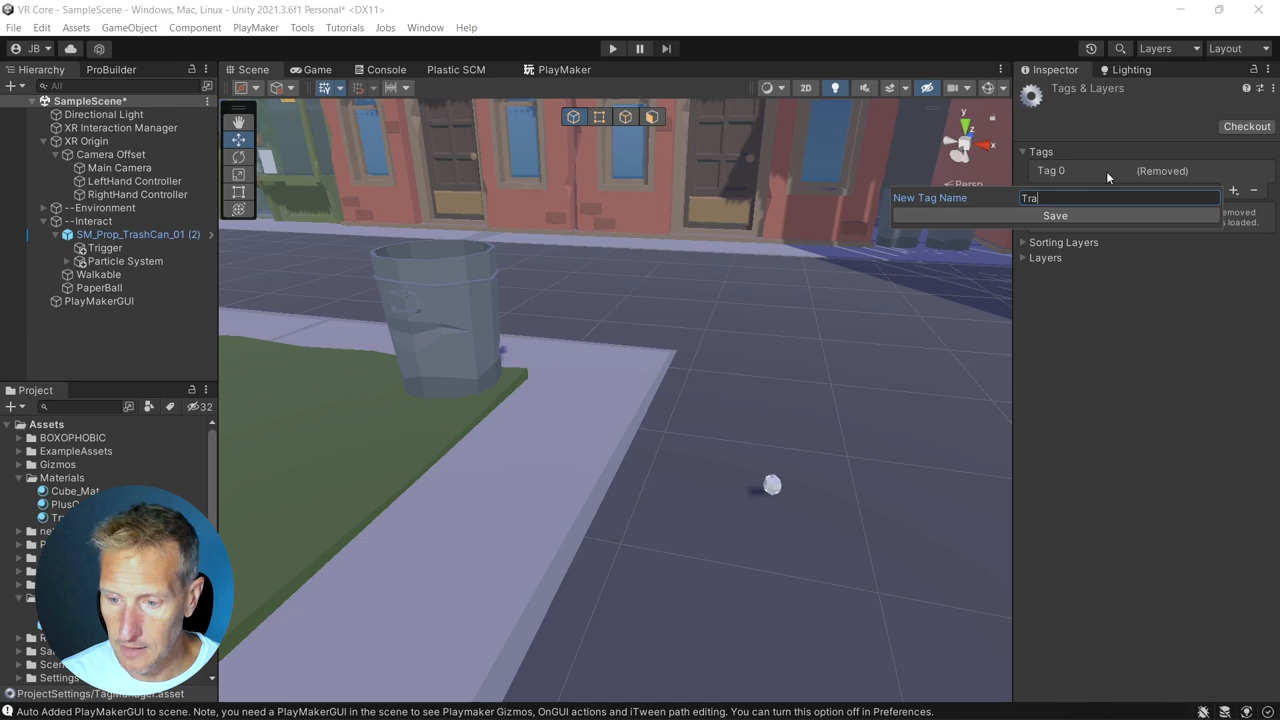 VR Core - SampleScene - Windows, Mac, Linux - Unity 2021.3.6f1 Personal* <DX11>
File Edit Assets GameObject Component PlayMaker Tools Tutorials Jobs Window Help
JB Layers Layout
Hierarchy ProBuilder Scene Game Console Plastic SCM PlayMaker Inspector Lighting
All 2D Tags & Layers
SampleScene*
Directional Light
XR Interaction Manager
XR Origin
Camera Offset
Main Camera
LeftHand Controller
RightHand Controller
--Environment
--Interact
SM_Prop_TrashCan_01 (2)
Trigger
Particle System
Walkable
PaperBall
PlayMakerGUI
y
z
x
Persp
Checkout
Tags
Tag 0 (Removed)
New Tag Name Tra
Save
Sorting Layers
Layers
Project
32
Assets
BOXOPHOBIC
ExampleAssets
Gizmos
Materials
Cube_Mat
ProjectSettings/TagManager.asset
Auto Added PlayMakerGUI to scene. Note, you need a PlayMakerGUI in the scene to see Playmaker Gizmos, OnGUI actions and iTween path editing. You can turn this option off in Preferences.